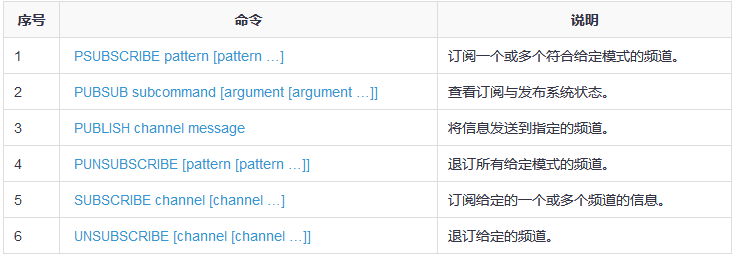 序号 命令 说明
1 PSUBSCRIBE pattern [pattern …] 订阅一个或多个符合给定模式的频道。
2 PUBSUB subcommand [argument [argument …]] 查看订阅与发布系统状态。
3 PUBLISH channel message 将信息发送到指定的频道。
4 PUNSUBSCRIBE [pattern [pattern …]] 退订所有给定模式的频道。
5 SUBSCRIBE channel [channel …] 订阅给定的一个或多个频道的信息。
6 UNSUBSCRIBE [channel [channel …]] 退订给定的频道。